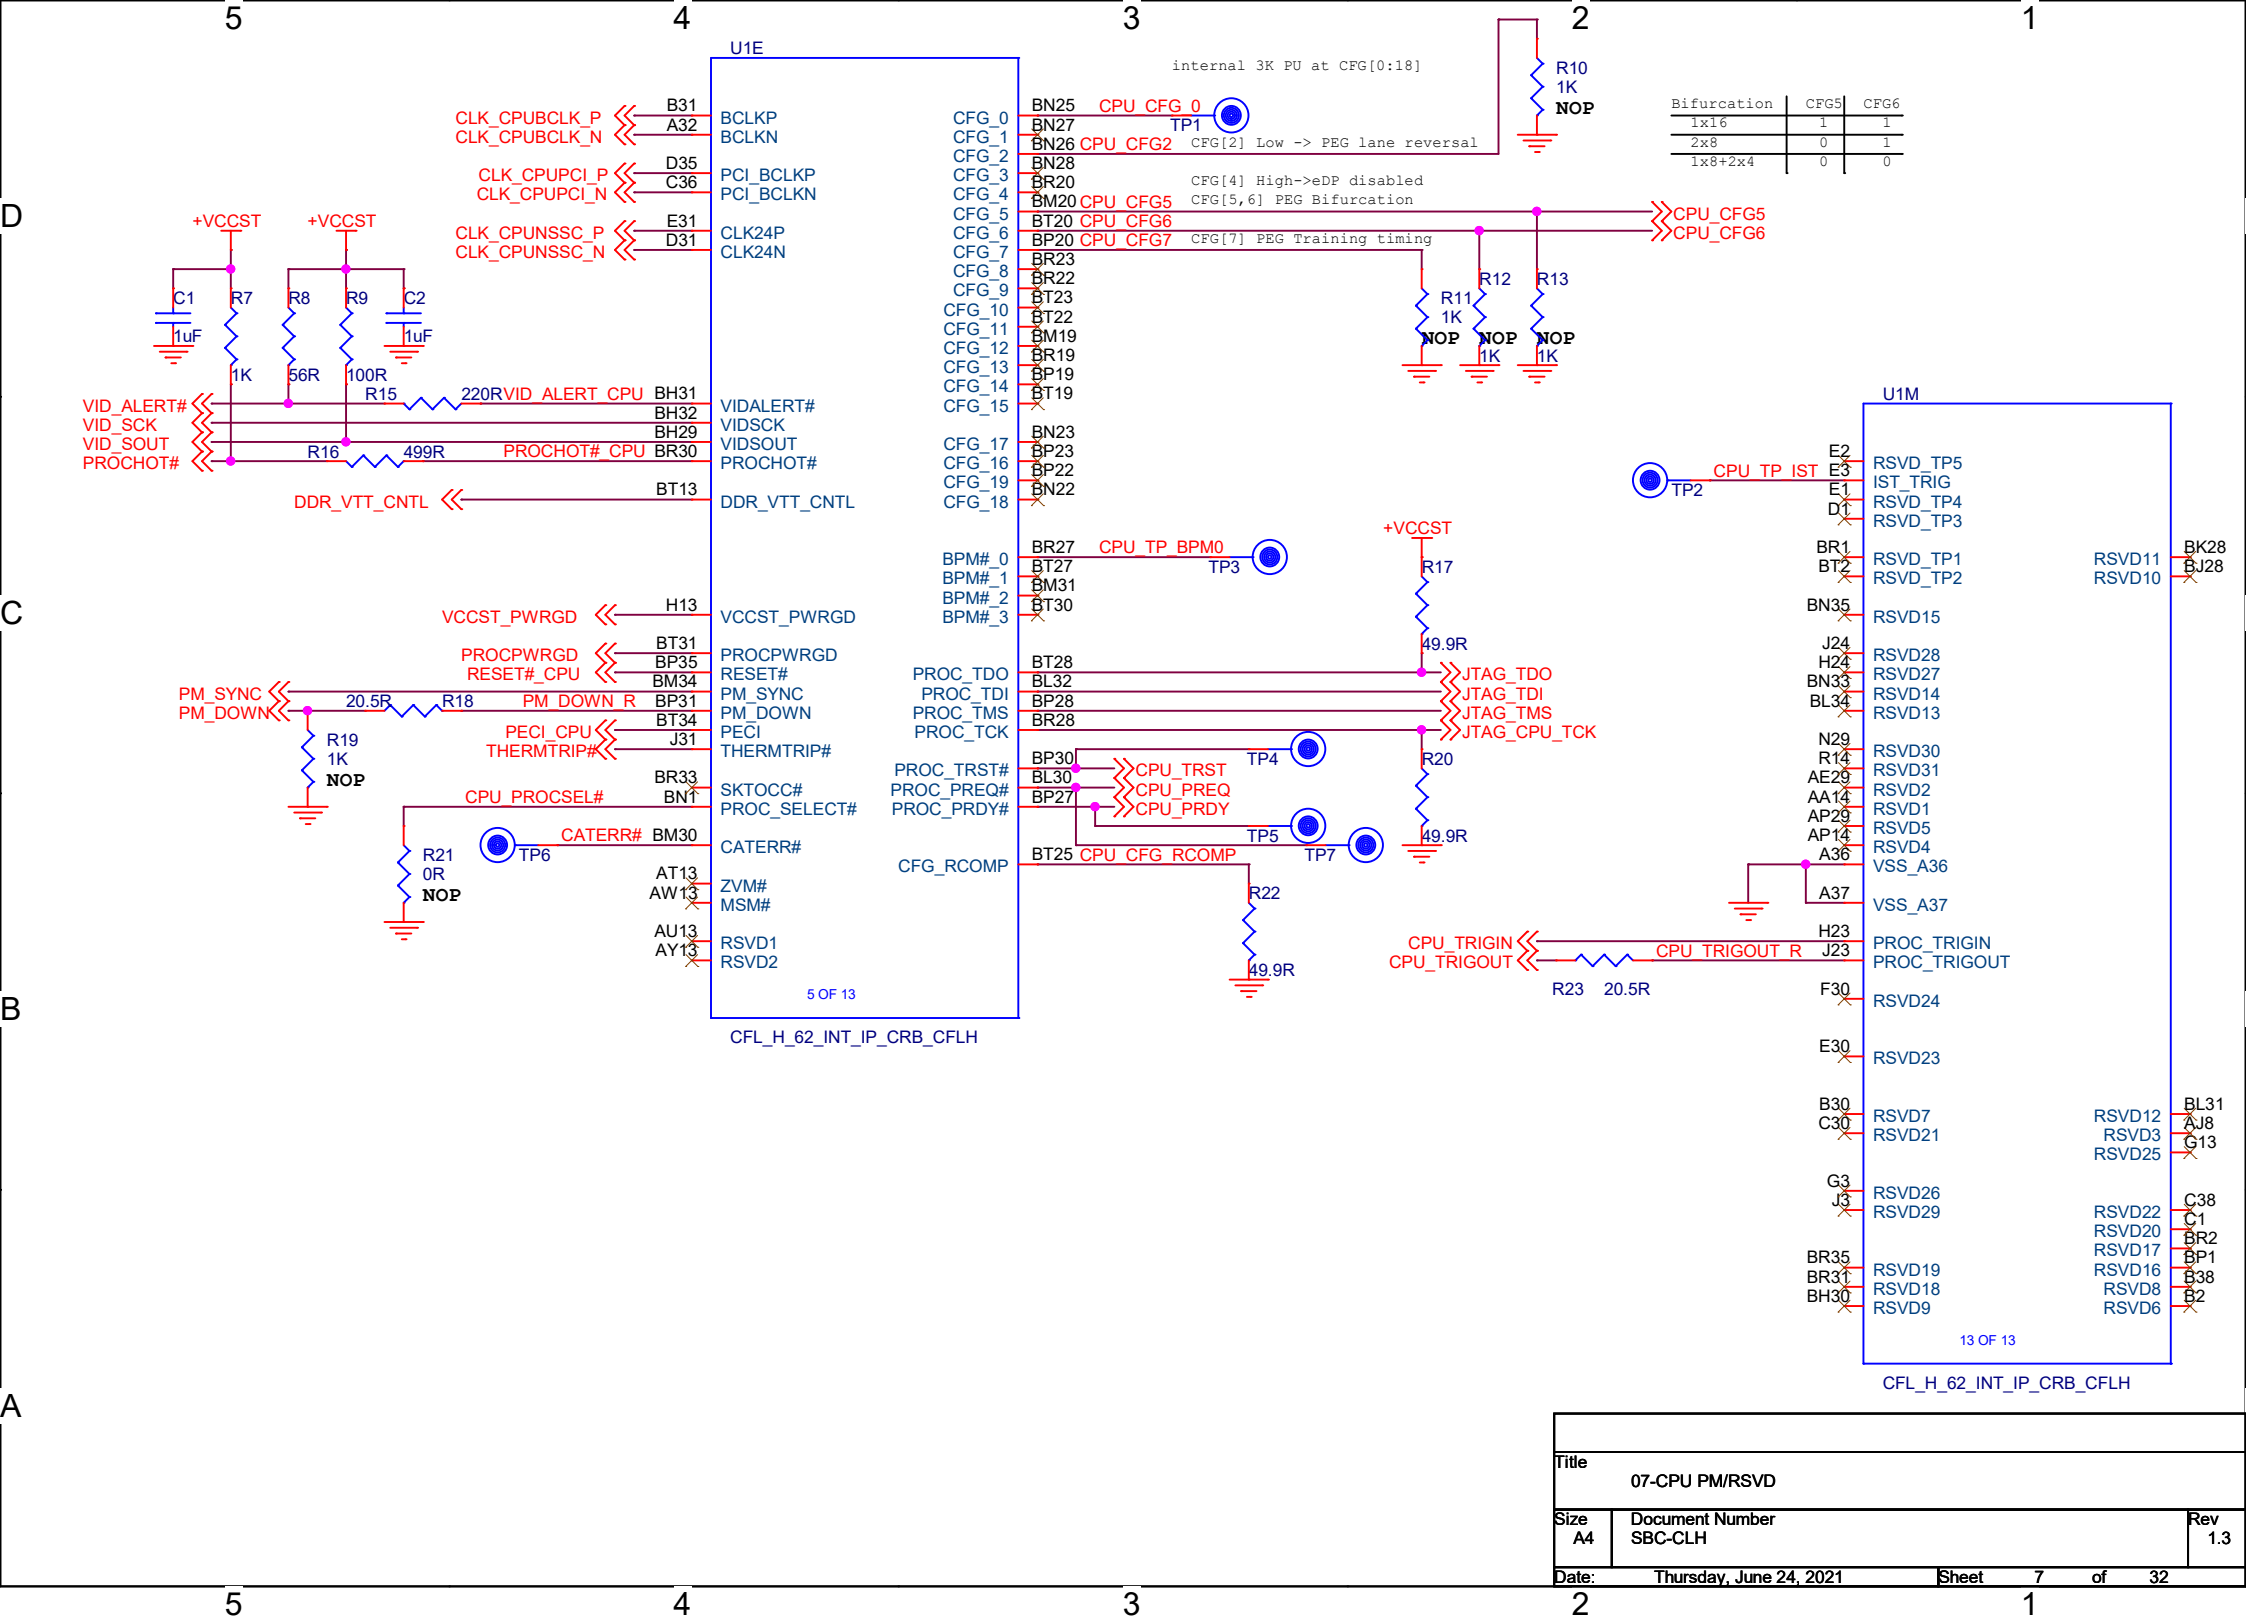 5 4 3 2 1
U1E
internal 3K PU at CFG[0:18]
R10
1K
NOP
Bifurcation CFG5 CFG6
1x16 1 1
2x8 0 1
1x8+2x4 0 0
CLK_CPUBCLK_P B31 BCLKP
CLK_CPUBCLK_N A32 BCLKN
CLK_CPUPCI_P D35 PCI_BCLKP
CLK_CPUPCI_N C36 PCI_BCLKN
CLK_CPUNSSC_P E31 CLK24P
CLK_CPUNSSC_N D31 CLK24N
CFG_0 BN25 CPU_CFG_0 TP1
CFG_1 BN27
CFG_2 BN26 CPU_CFG2 CFG[2] Low -> PEG lane reversal
CFG_3 BN28
CFG_4 BR20 CFG[4] High->eDP disabled
CFG_5 BM20 CPU_CFG5 CFG[5,6] PEG Bifurcation CPU_CFG5
CFG_6 BT20 CPU_CFG6 CPU_CFG6
CFG_7 BP20 CPU_CFG7 CFG[7] PEG Training timing
CFG_8 BR23
CFG_9 BR22
CFG_10 BT23
CFG_11 BT22
CFG_12 BM19
CFG_13 BR19
CFG_14 BP19
CFG_15 BT19
CFG_17 BN23
CFG_16 BP23
CFG_19 BP22
CFG_18 BN22
R11 1K NOP
R12 NOP 1K
R13 NOP 1K
D
+VCCST +VCCST
C1 1uF
R7 1K
R8 56R
R9 100R
C2 1uF
VID_ALERT# R15 220R VID_ALERT_CPU BH31 VIDALERT#
VID_SCK BH32 VIDSCK
VID_SOUT BH29 VIDSOUT
PROCHOT# R16 499R PROCHOT#_CPU BR30 PROCHOT#
DDR_VTT_CNTL BT13 DDR_VTT_CNTL
BPM#_0 BR27 CPU_TP_BPM0 TP3
BPM#_1 BT27
BPM#_2 BM31
BPM#_3 BT30
C
VCCST_PWRGD H13 VCCST_PWRGD
PROCPWRGD BT31 PROCPWRGD
RESET#_CPU BP35 RESET#
PM_SYNC BM34 PM_SYNC
PM_DOWN 20.5R R18 PM_DOWN_R BP31 PM_DOWN
PECI_CPU BT34 PECI
THERMTRIP# J31 THERMTRIP#
R19
1K
NOP
BR33 SKTOCC#
CPU_PROCSEL# BN1 PROC_SELECT#
TP6 CATERR# BM30 CATERR#
R21
0R
NOP
AT13 ZVM#
AW13 MSM#
AU13 RSVD1
AY13 RSVD2
+VCCST
R17
49.9R
PROC_TDO BT28 JTAG_TDO
PROC_TDI BL32 JTAG_TDI
PROC_TMS BP28 JTAG_TMS
PROC_TCK BR28 JTAG_CPU_TCK
PROC_TRST# BP30 CPU_TRST TP4
PROC_PREQ# BL30 CPU_PREQ
PROC_PRDY# BP27 CPU_PRDY
TP5 TP7
R20
49.9R
CFG_RCOMP BT25 CPU_CFG_RCOMP
R22
49.9R
5 OF 13
CFL_H_62_INT_IP_CRB_CFLH
U1M
E2 RSVD_TP5
TP2 CPU_TP_IST E3 IST_TRIG
E1 RSVD_TP4
D1 RSVD_TP3
BR1 RSVD_TP1
BT2 RSVD_TP2
RSVD11 BK28
RSVD10 BJ28
BN35 RSVD15
J24 RSVD28
H24 RSVD27
BN33 RSVD14
BL34 RSVD13
N29 RSVD30
R14 RSVD31
AE29 RSVD2
AA14 RSVD1
AP29 RSVD5
AP14 RSVD4
A36 VSS_A36
A37 VSS_A37
CPU_TRIGIN H23 PROC_TRIGIN
CPU_TRIGOUT CPU_TRIGOUT_R J23 PROC_TRIGOUT
R23 20.5R
F30 RSVD24
E30 RSVD23
B30 RSVD7
C30 RSVD21
RSVD12 BL31
RSVD3 AJ8
RSVD25 G13
G3 RSVD26
J3 RSVD29
RSVD22 C38
RSVD20 C1
RSVD17 BR2
RSVD16 BP1
RSVD8 B38
RSVD6 B2
BR35 RSVD19
BR31 RSVD18
BH30 RSVD9
13 OF 13
CFL_H_62_INT_IP_CRB_CFLH
B
A
Title
07-CPU PM/RSVD
Size Document Number Rev
A4 SBC-CLH 1.3
Date: Thursday, June 24, 2021 Sheet 7 of 32
5 4 3 2 1